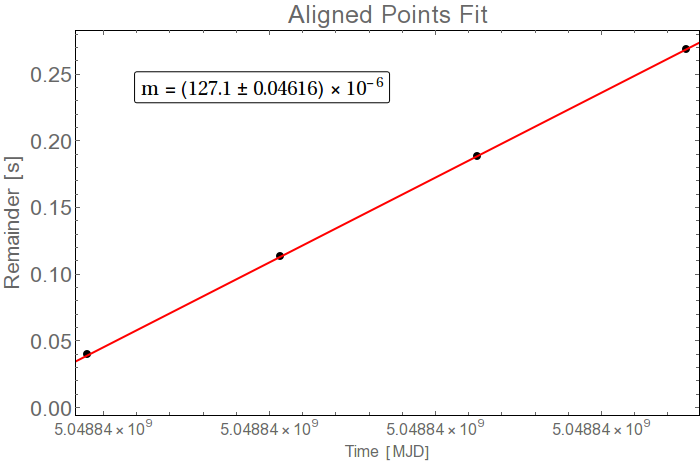 Aligned Points Fit
m = (127.1 ± 0.04616) × 10⁻⁶
Remainder [s]
0.25
0.20
0.15
0.10
0.05
0.00
5.04884 × 10⁹ 5.04884 × 10⁹ 5.04884 × 10⁹ 5.04884 × 10⁹
Time [MJD]